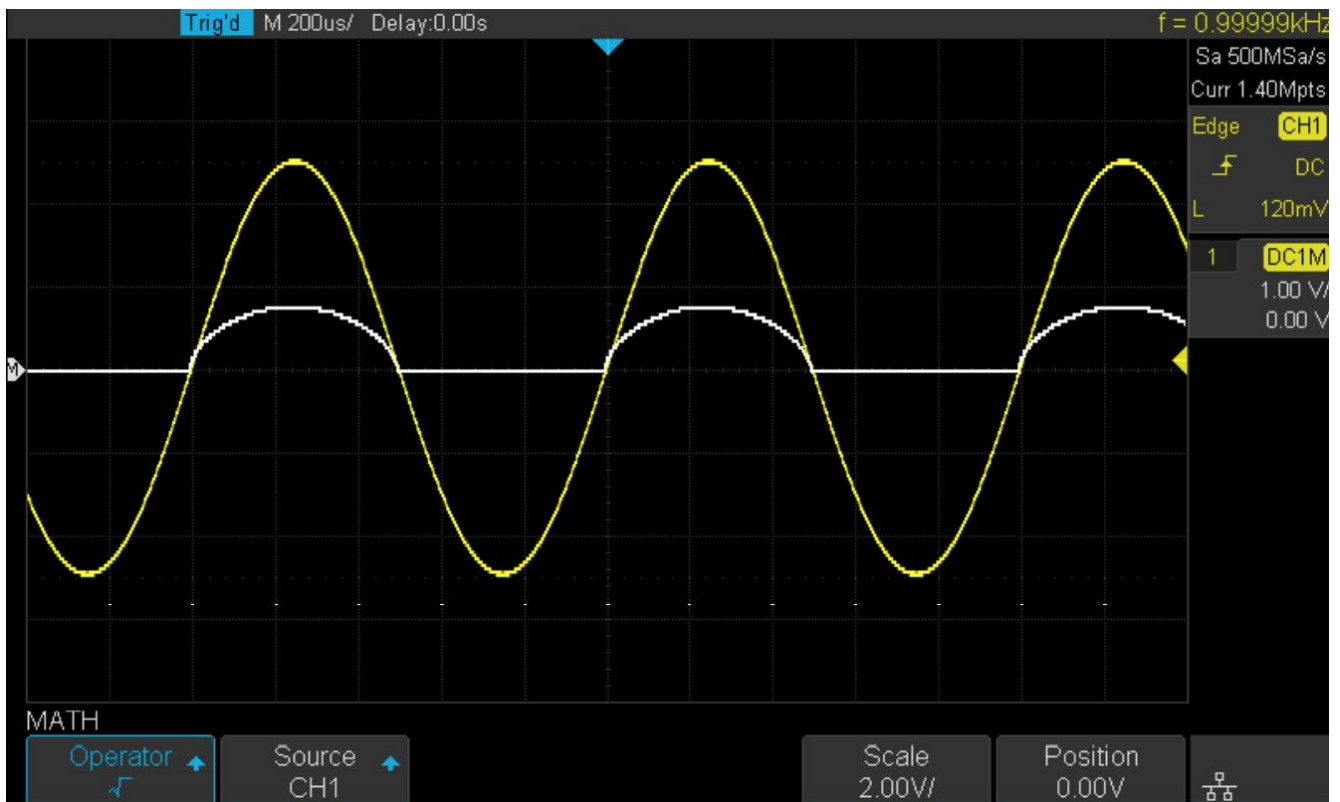 Trig'd M 200us/ Delay:0.00s f = 0.99999kHz
Sa 500MSa/s
Curr 1.40Mpts
Edge CH1
DC
L 120mV
1 DC1M
1.00 V/
0.00 V
M
MATH
Operator Source Scale Position
√ CH1 2.00V/ 0.00V